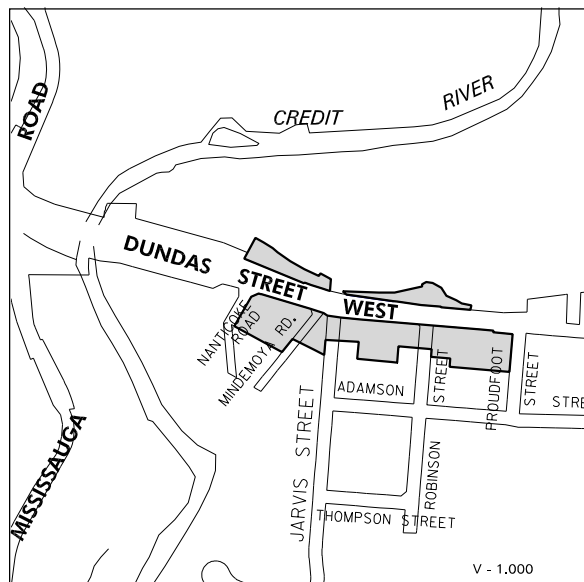 ROAD
CREDIT RIVER
DUNDAS STREET WEST
NANTICOKE ROAD
MINDEMOYA RD.
ADAMSON STRE
STREET
PROUDFOOT STREET
MISSISSAUGA
JARVIS STREET
ROBINSON
THOMPSON STREET
V - 1.000